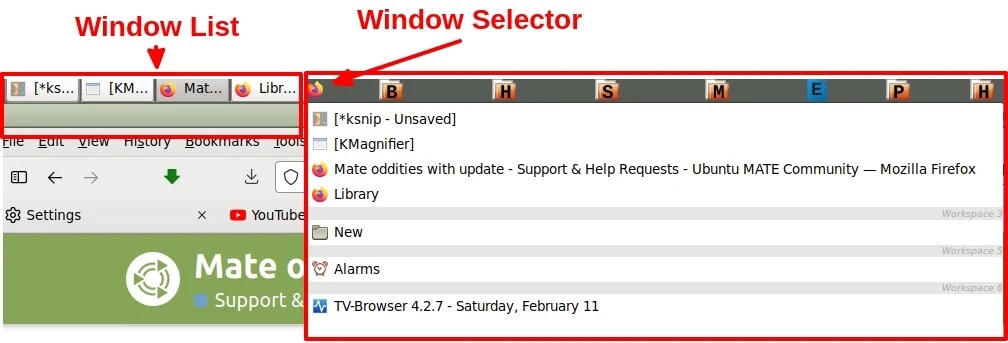 Window List
Window Selector
[*ks...
[KM...
Mat...
Libr...
B
H
S
M
E
P
H
File Edit View History Bookmarks Tools
Settings
×
YouTube
Mate o
Support &
[*ksnip - Unsaved]
[KMagnifier]
Mate oddities with update - Support & Help Requests - Ubuntu MATE Community — Mozilla Firefox
Library
Workspace 3
New
Workspace 5
Alarms
Workspace 6
TV-Browser 4.2.7 - Saturday, February 11